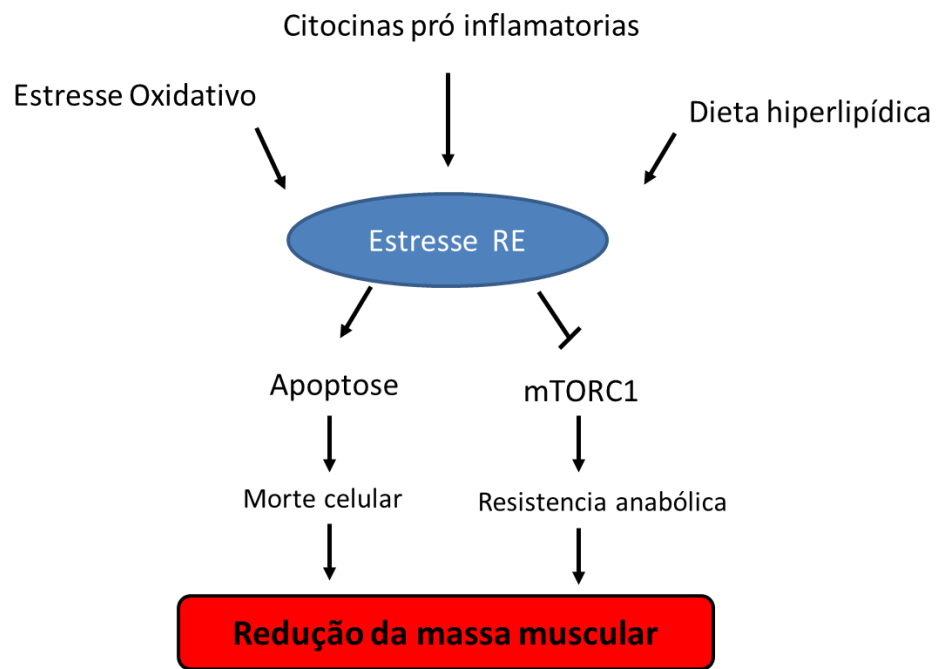 Citocinas pró inflamatorias
Estresse Oxidativo
Dieta hiperlipídica
Estresse RE
Apoptose
mTORC1
Morte celular
Resistencia anabólica
Redução da massa muscular